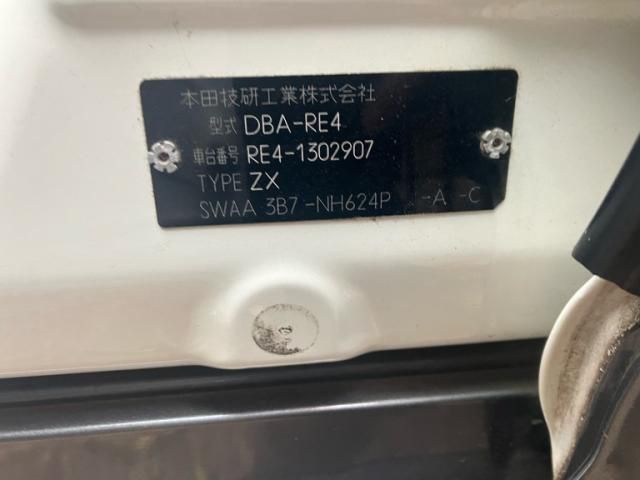 本田技研工業株式会社
型式 DBA-RE4
車台番号 RE4-1302907
TYPE ZX
SWAA 3B7-NH624P -A -C